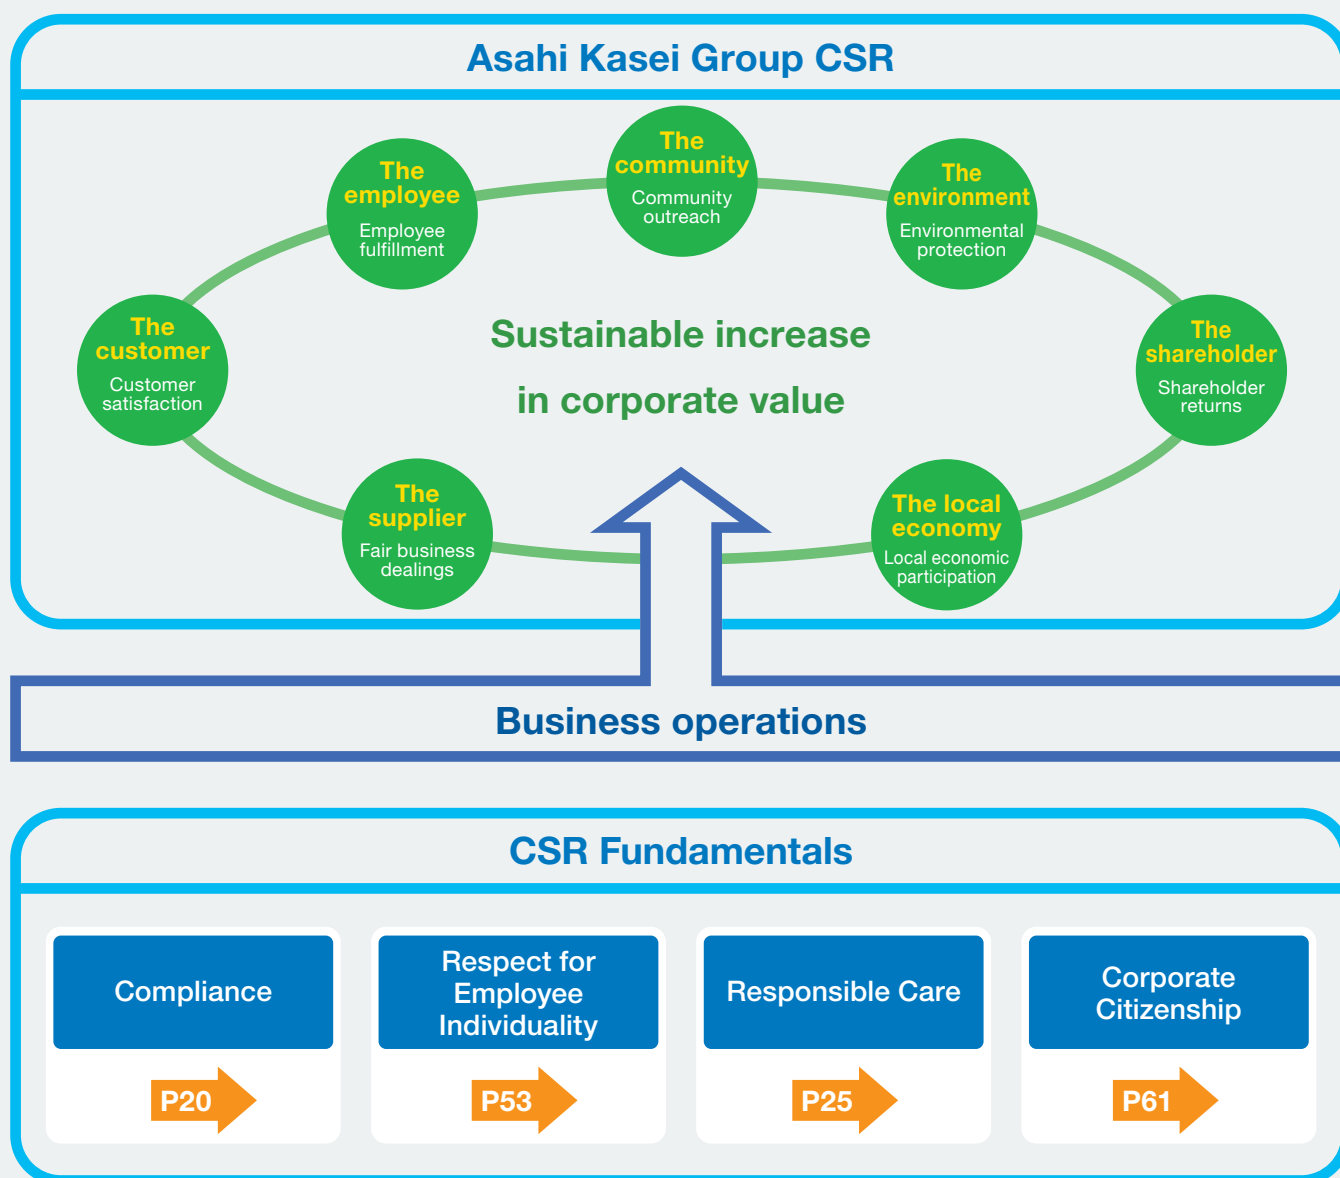 Asahi Kasei Group CSR
The
community
Community
outreach
The
employee
Employee
fulfillment
The
environment
Environmental
protection
The
customer
Customer
satisfaction
Sustainable increase
in corporate value
The
shareholder
Shareholder
returns
The
supplier
Fair business
dealings
The local
economy
Local economic
participation
Business operations
CSR Fundamentals
Compliance
P20
Respect for
Employee
Individuality
P53
Responsible Care
P25
Corporate
Citizenship
P61